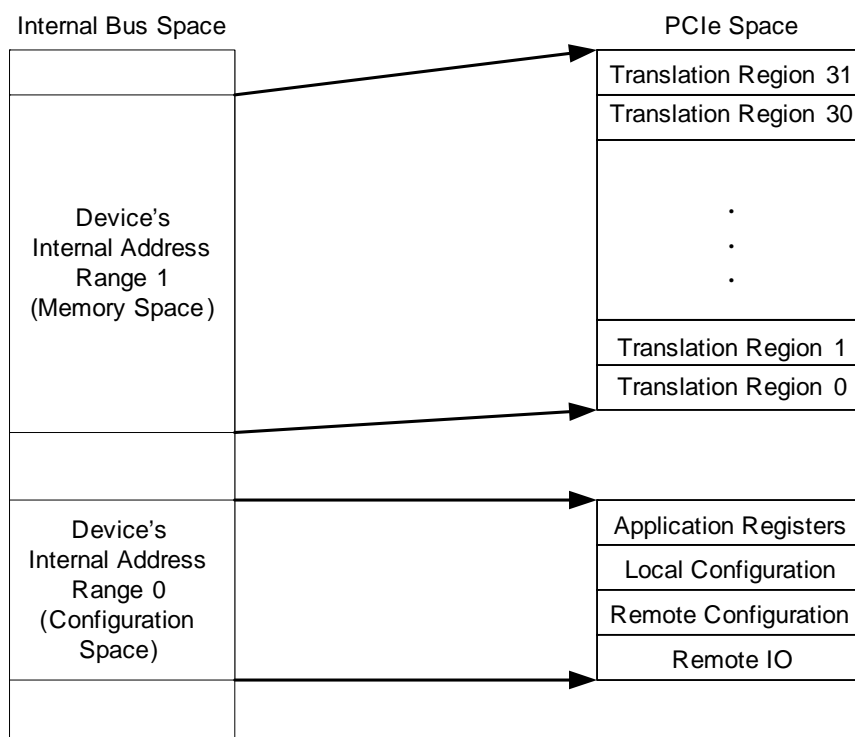 Internal Bus Space
PCIe Space
Translation Region 31
Translation Region 30
.
.
.
Translation Region 1
Translation Region 0
Device's
Internal Address
Range 1
(Memory Space)
Device's
Internal Address
Range 0
(Configuration
Space)
Application Registers
Local Configuration
Remote Configuration
Remote IO